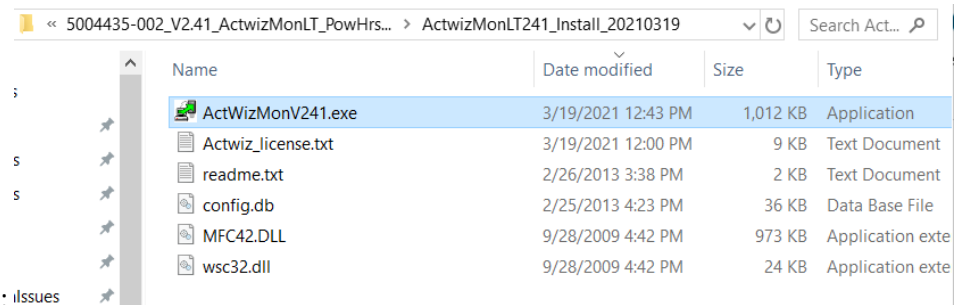 « 5004435-002_V2.41_ActwizMonLT_PowHrs... > ActwizMonLT241_Install_20210319 Search Act...
Name Date modified Size Type
ActWizMonV241.exe 3/19/2021 12:43 PM 1,012 KB Application
Actwiz_license.txt 3/19/2021 12:00 PM 9 KB Text Document
readme.txt 2/26/2013 3:38 PM 2 KB Text Document
config.db 2/25/2013 4:23 PM 36 KB Data Base File
MFC42.DLL 9/28/2009 4:42 PM 973 KB Application exte
wsc32.dll 9/28/2009 4:42 PM 24 KB Application exte